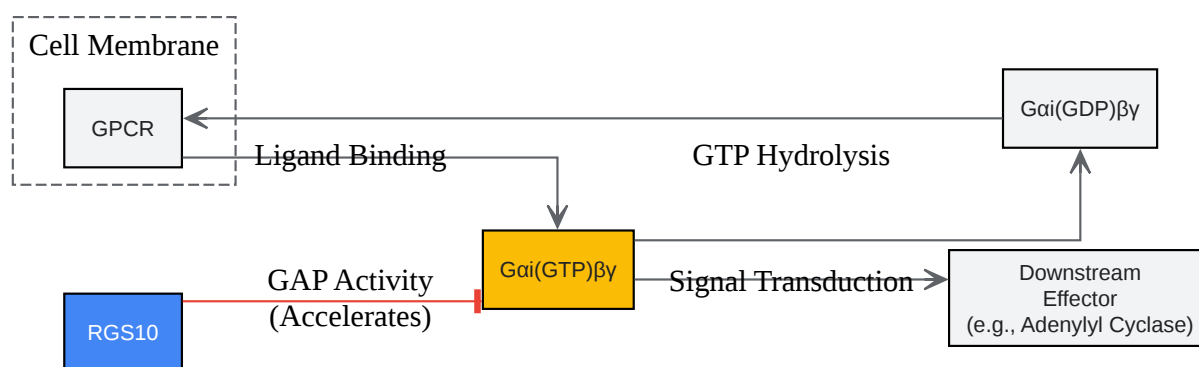 Cell Membrane
GPCR
Gαi(GDP)βγ
Ligand Binding
GTP Hydrolysis
Gαi(GTP)βγ
GAP Activity
(Accelerates)
Signal Transduction
Downstream
Effector
(e.g., Adenylyl Cyclase)
RGS10